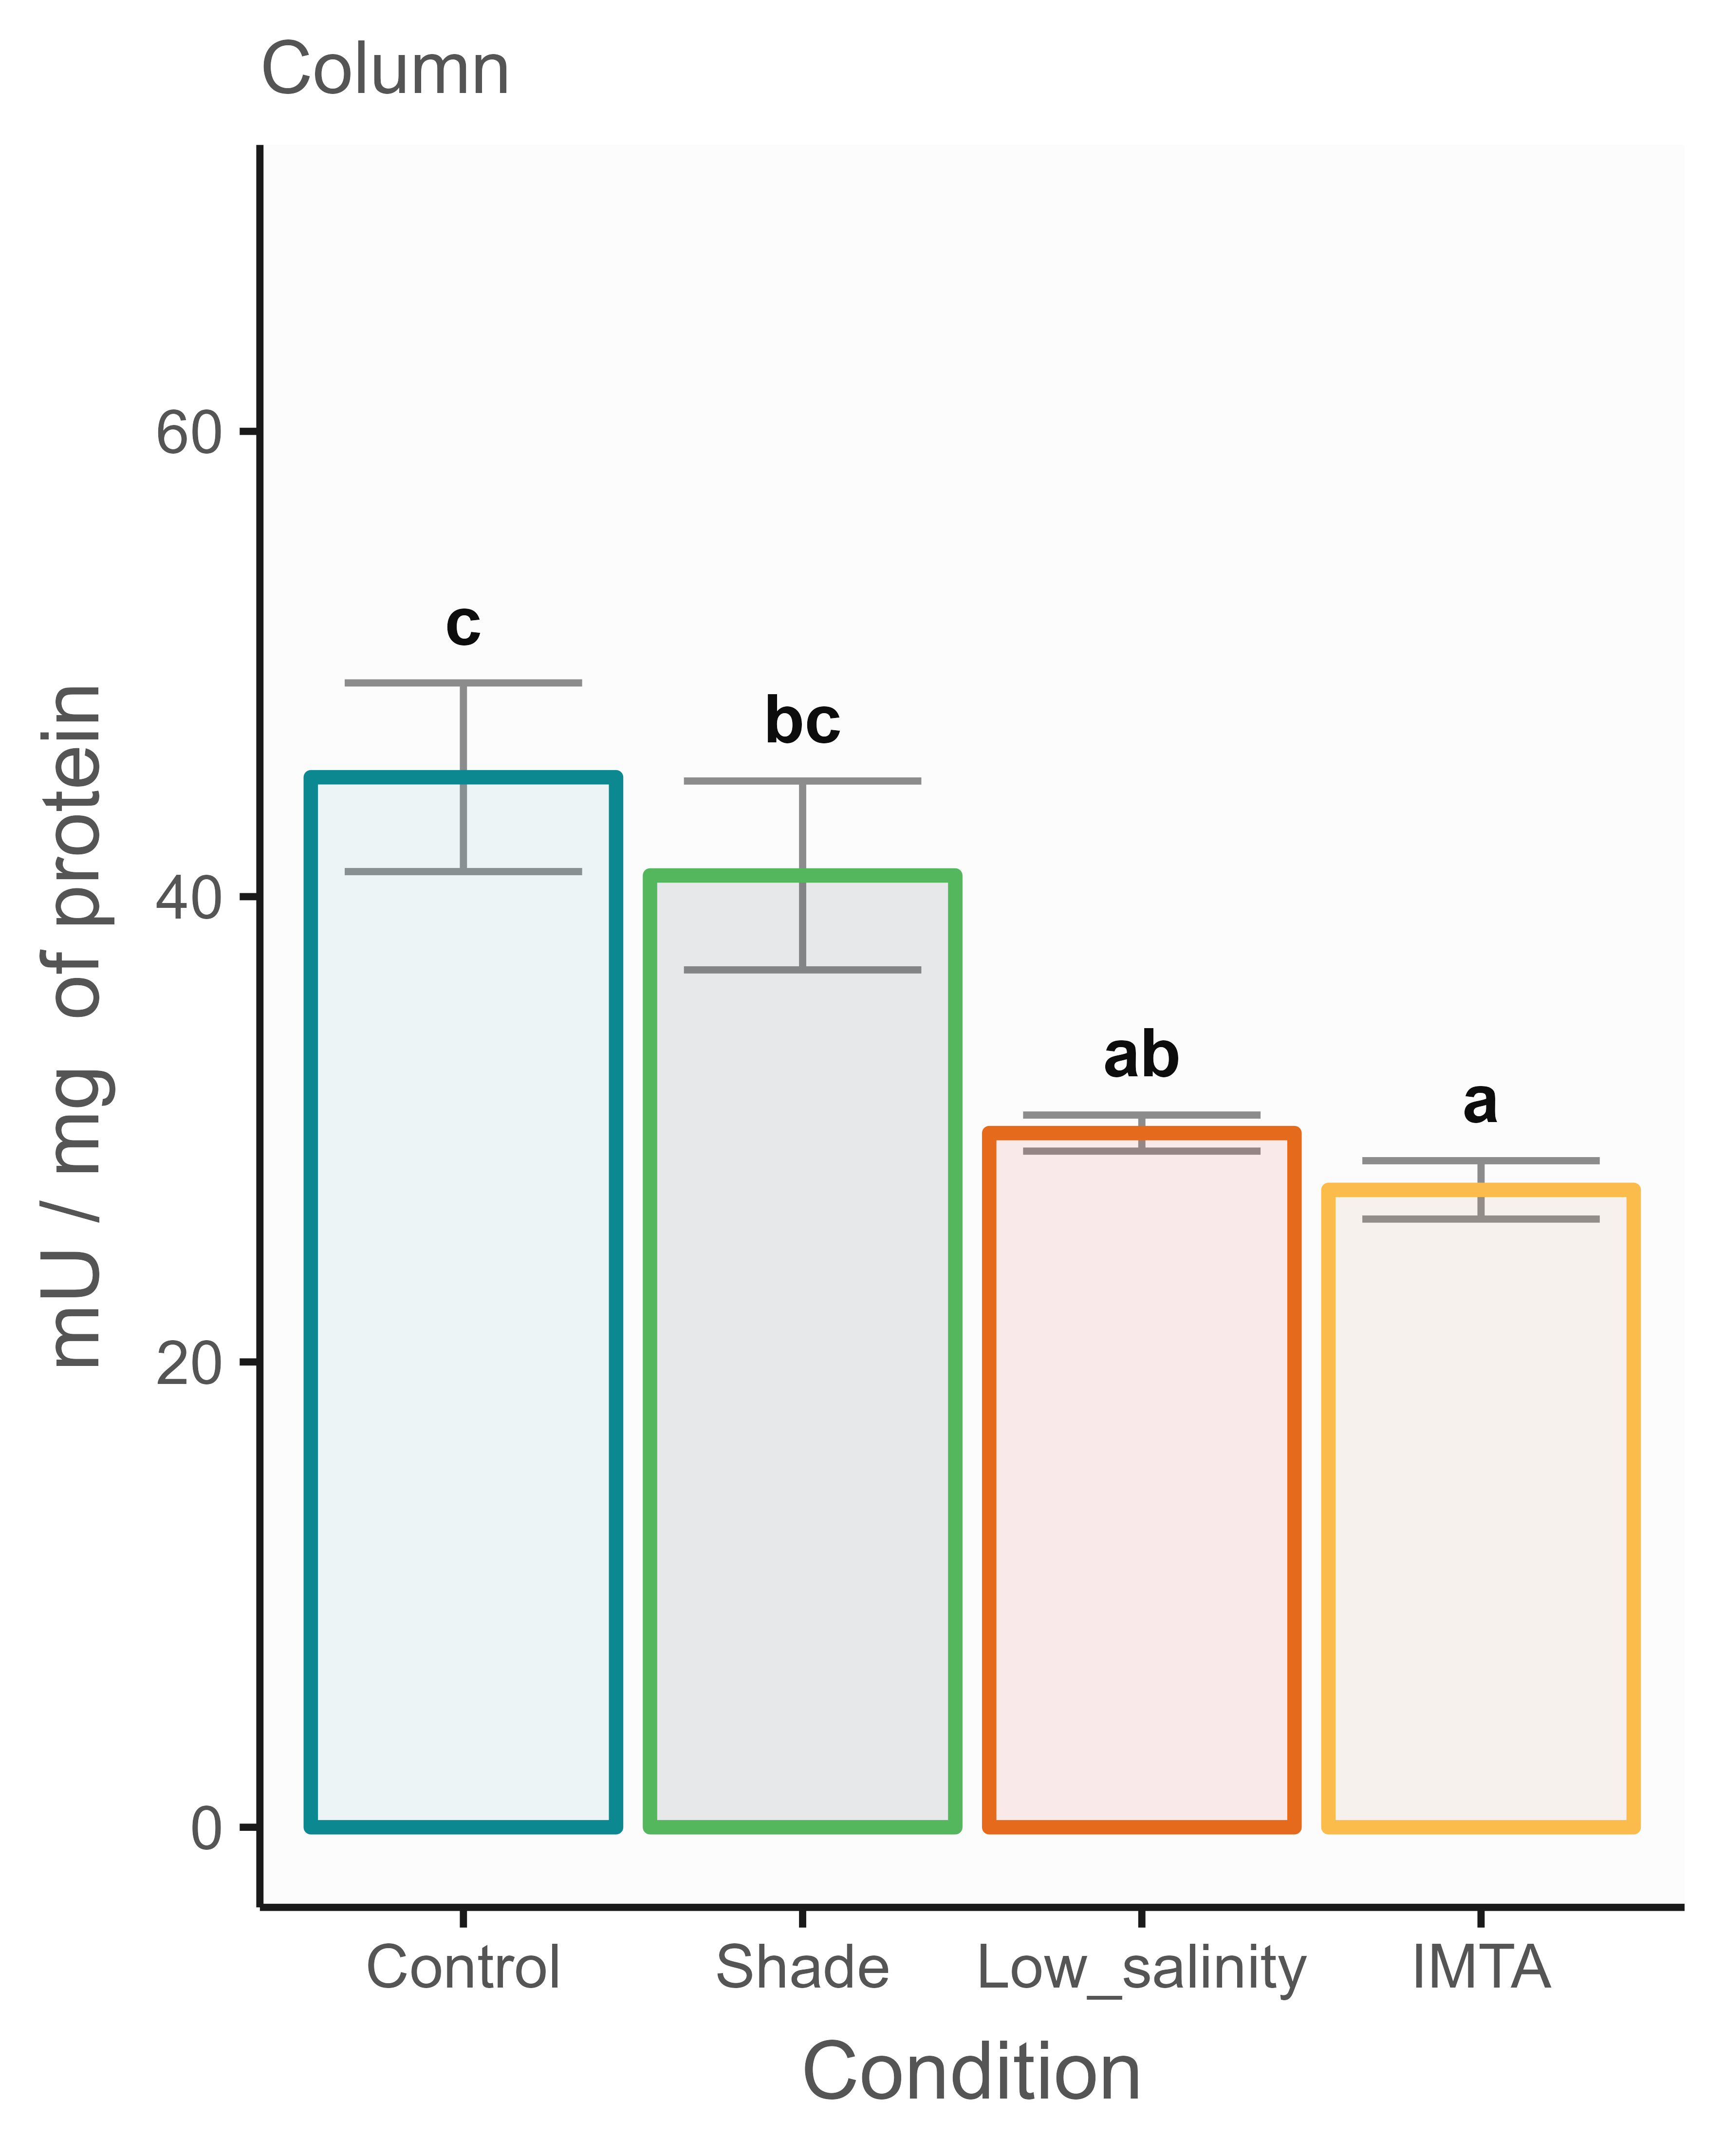 Column
mU / mg of protein
60
40
20
0
c
bc
ab
a
Control Shade Low_salinity IMTA
Condition